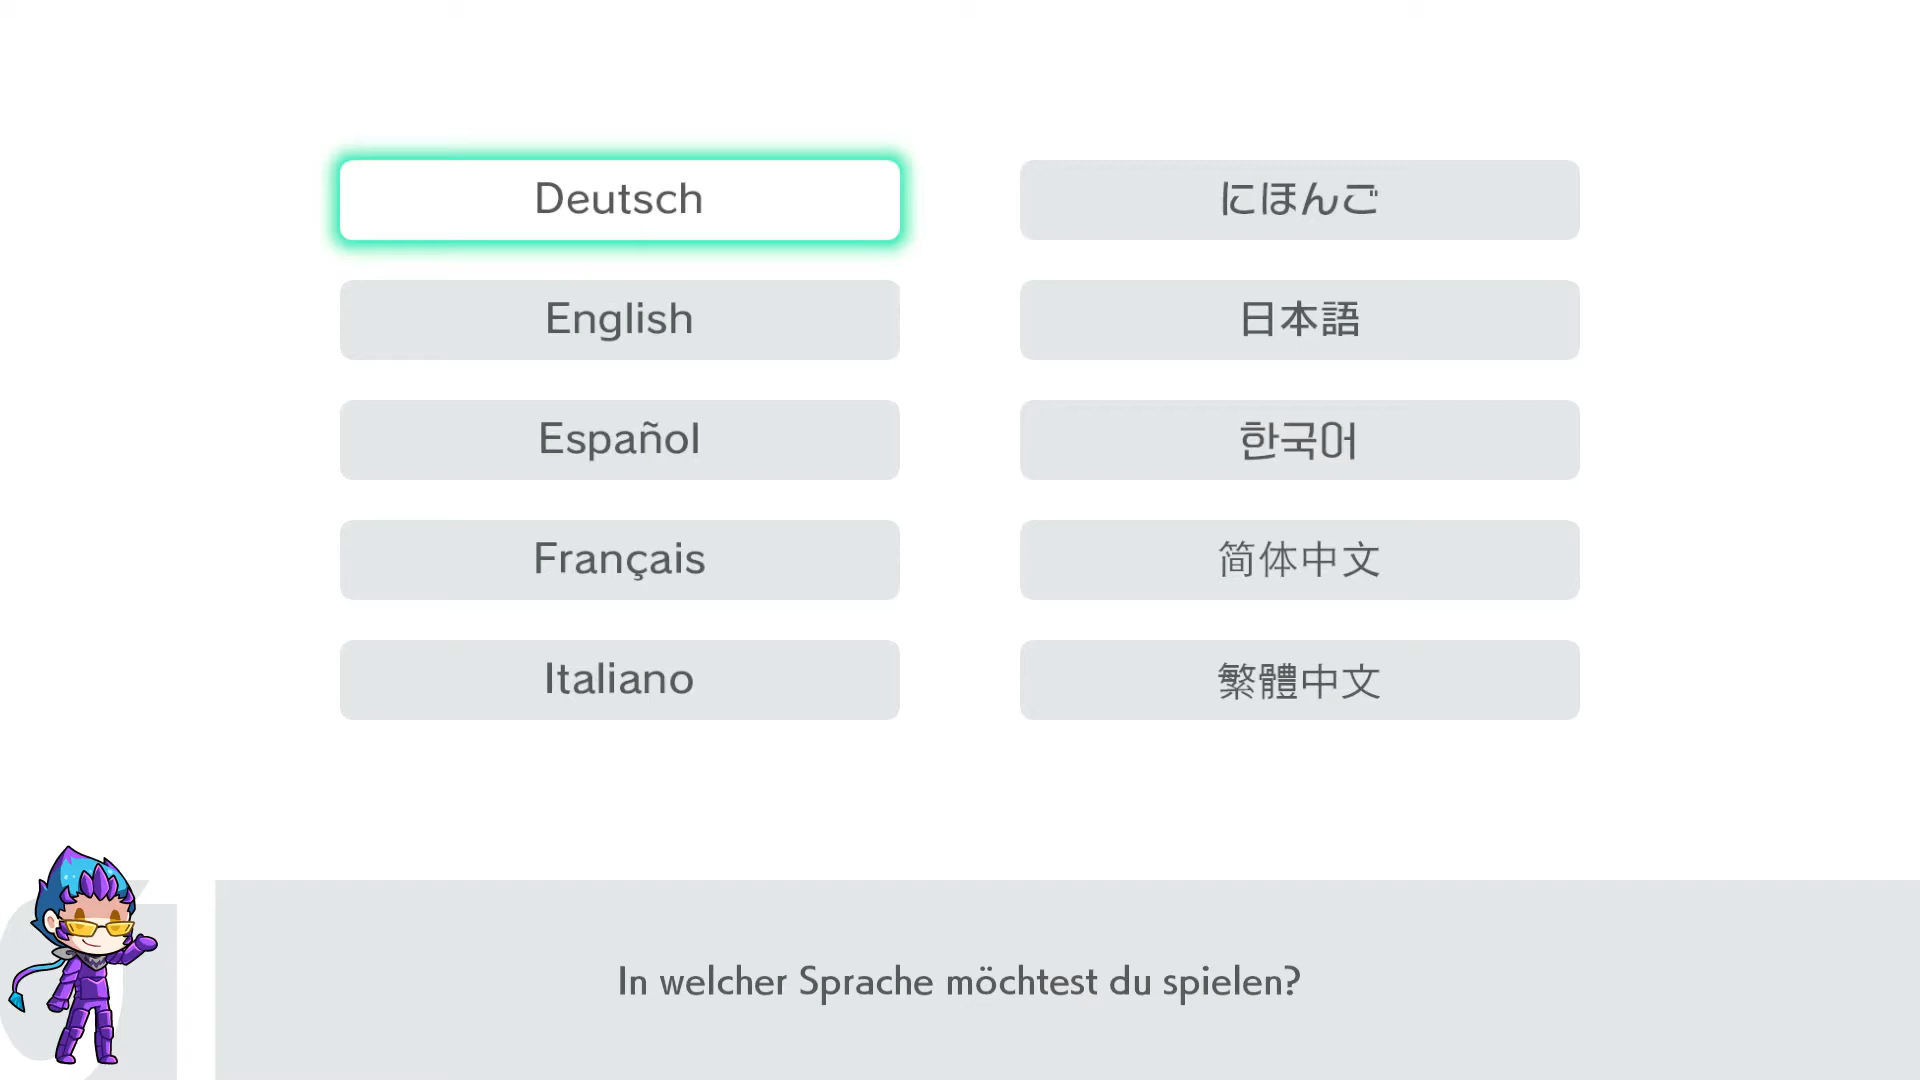 Deutsch
English
Español
Français
Italiano
にほんご
日本語
한국어
简体中文
繁體中文
In welcher Sprache möchtest du spielen?